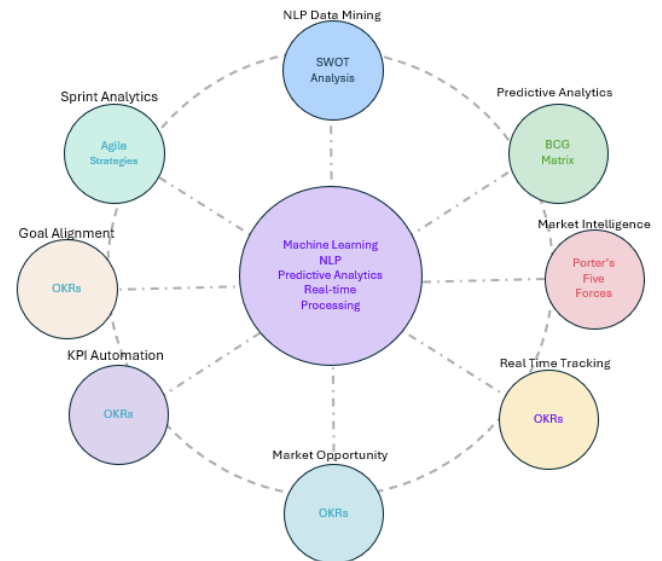 NLP Data Mining
SWOT
Analysis
Sprint Analytics
Agile
Strategies
Predictive Analytics
BCG
Matrix
Goal Alignment
OKRs
Machine Learning
NLP
Predictive Analytics
Real-time
Processing
Market Intelligence
Porter's
Five
Forces
KPI Automation
OKRs
Real Time Tracking
OKRs
Market Opportunity
OKRs